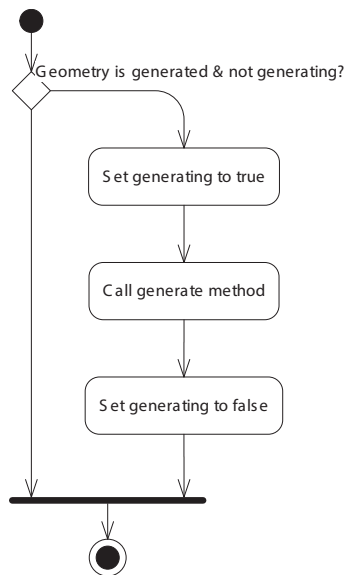 Geometry is generated & not generating?
Set generating to true
Call generate method
Set generating to false